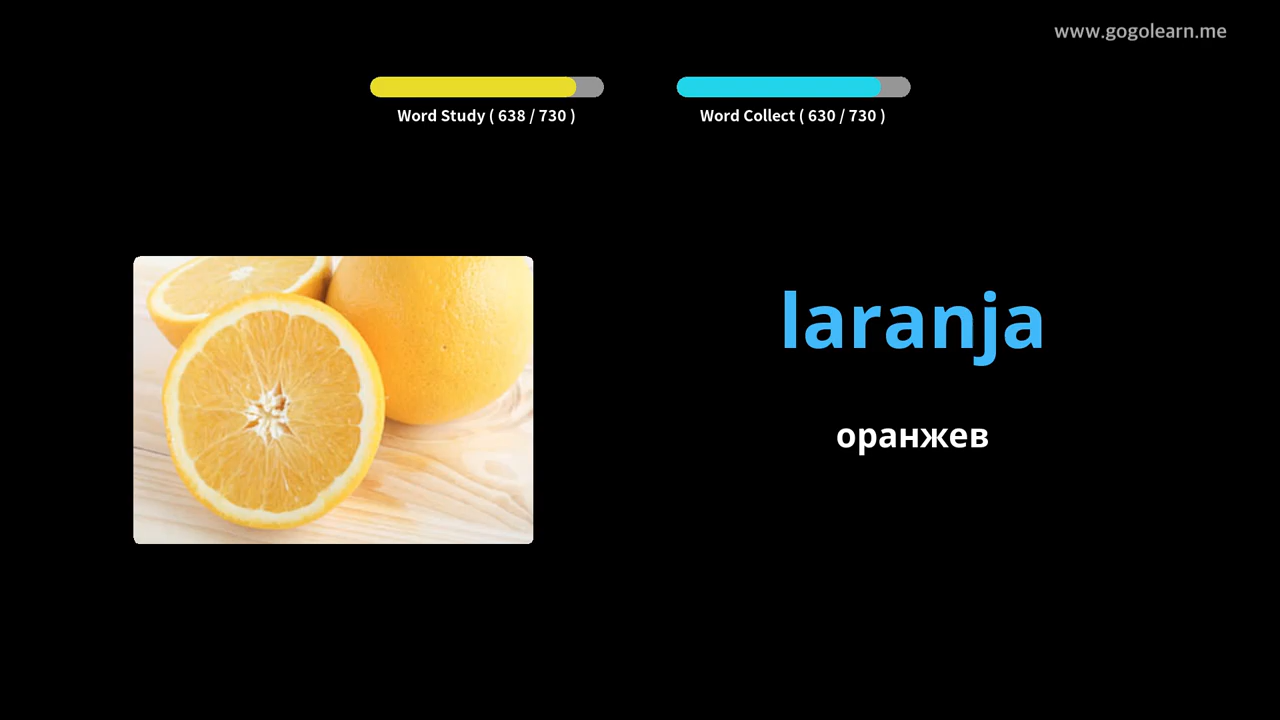 www.gogolearn.me
Word Study ( 638 / 730 )
Word Collect ( 630 / 730 )
laranja
оранжев